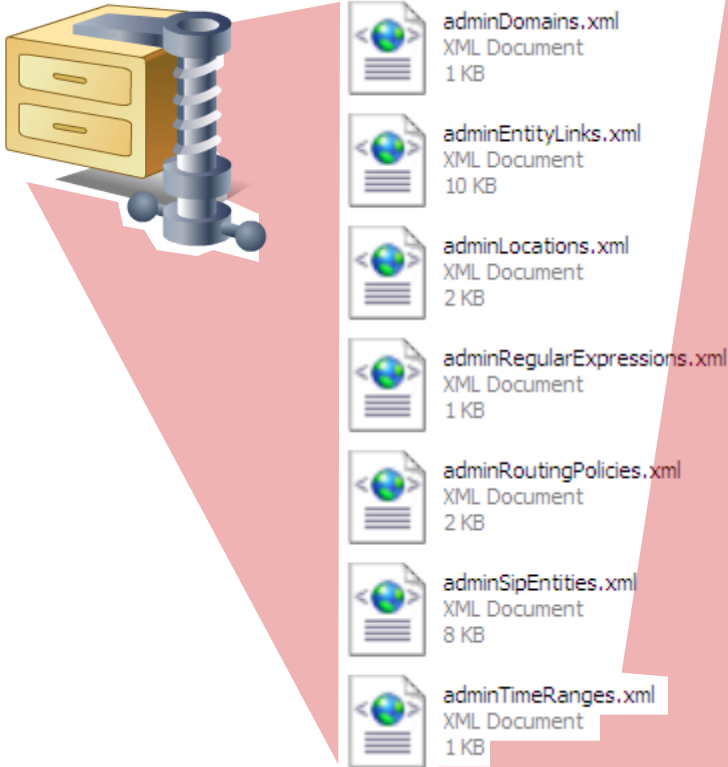 adminDomains.xml
XML Document
1 KB
adminEntityLinks.xml
XML Document
10 KB
adminLocations.xml
XML Document
2 KB
adminRegularExpressions.xml
XML Document
1 KB
adminRoutingPolicies.xml
XML Document
2 KB
adminSipEntities.xml
XML Document
8 KB
adminTimeRanges.xml
XML Document
1 KB